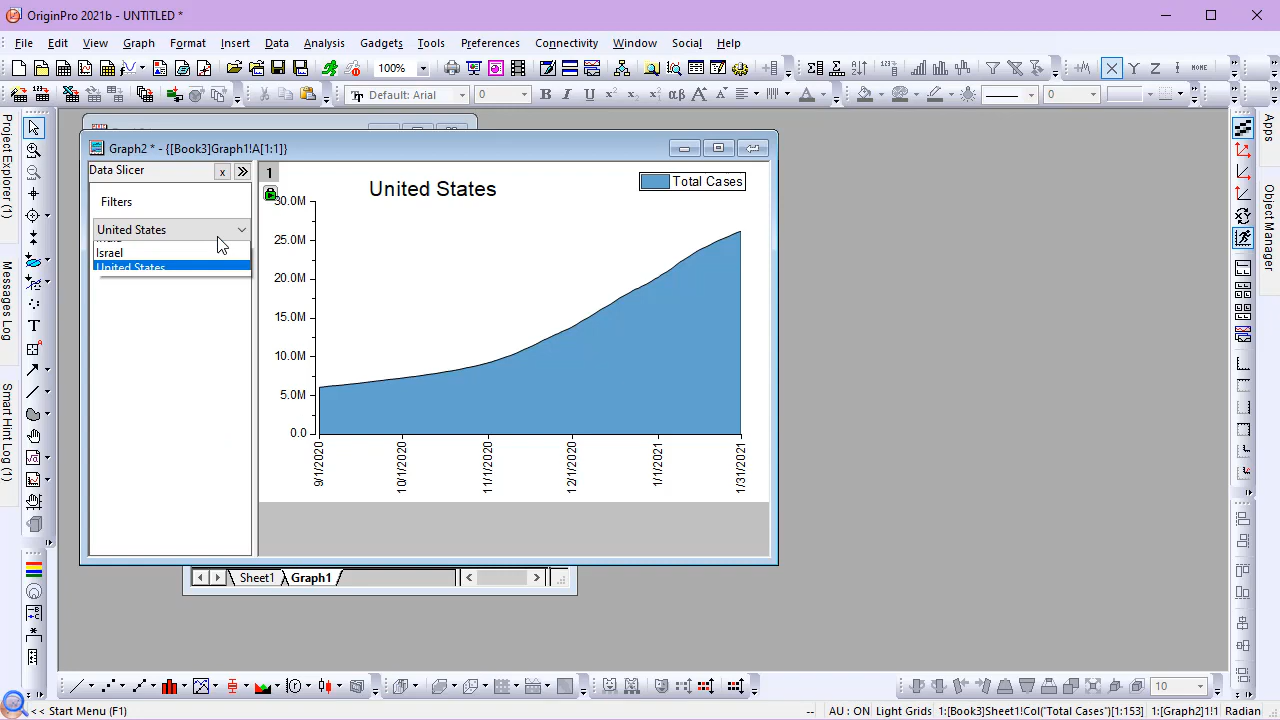 OriginPro 2021b - UNTITLED *
File Edit View Graph Format Insert Data Analysis Gadgets Tools Preferences Connectivity Window Social Help
100%
Default: Arial 0 B I U 0
Project Explorer (1)
Messages Log
Smart Hint Log (1)
Apps
Object Manager
Graph2 * - {[Book3]Graph1!A[1:1]}
Data Slicer x
Filters
United States
Israel
United States
1
United States
Total Cases
30.0M
25.0M
20.0M
15.0M
10.0M
5.0M
0.0
9/1/2020
10/1/2020
11/1/2020
12/1/2020
1/1/2021
1/31/2021
Sheet1 Graph1
10
<< Start Menu (F1) -- AU : ON Light Grids 1:[Book3]Sheet1!Col("Total Cases")[1:153] 1:[Graph2]1!1 Radian